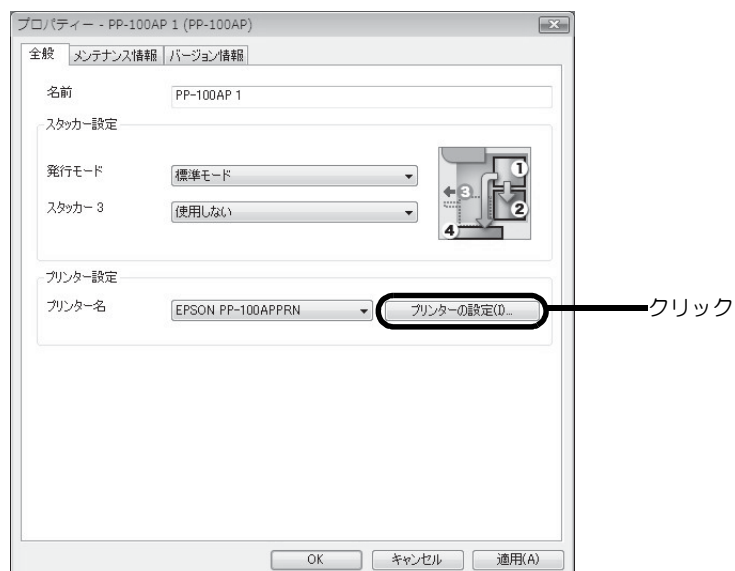 プロパティー - PP-100AP 1 (PP-100AP)
全般 メンテナンス情報 バージョン情報
名前 PP-100AP 1
スタッカー設定
発行モード 標準モード
スタッカー 3 使用しない
1
3
2
4
プリンター設定
プリンター名 EPSON PP-100APPRN プリンターの設定(I)... クリック
OK キャンセル 適用(A)